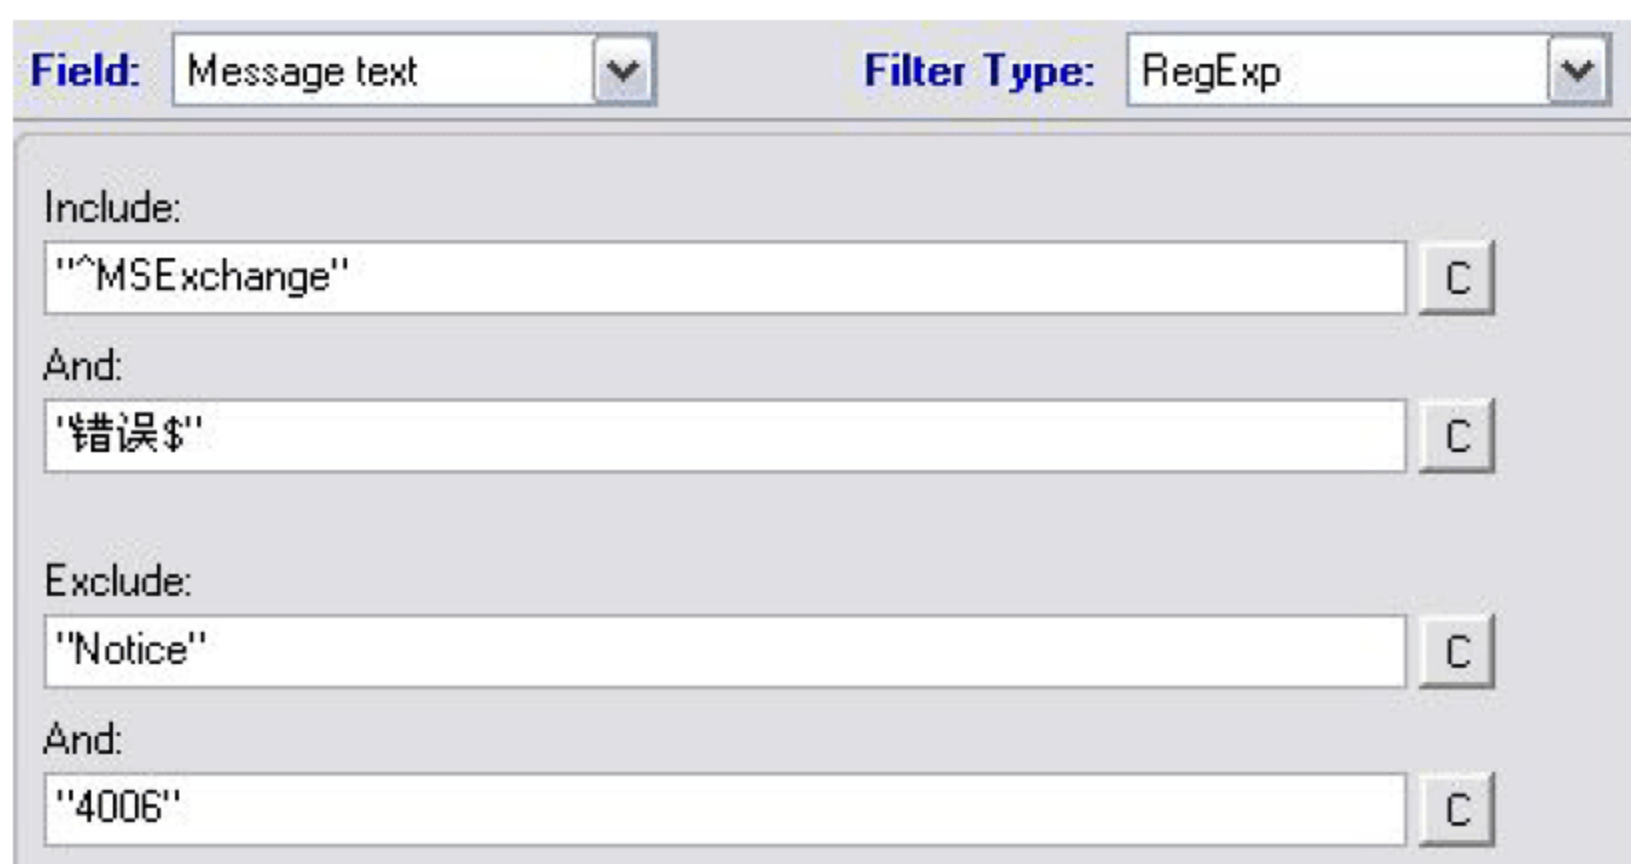 Field: Message text Filter Type: RegExp
Include:
"^MSExchange" C
And:
"错误$" C
Exclude:
"Notice" C
And:
"4006" C